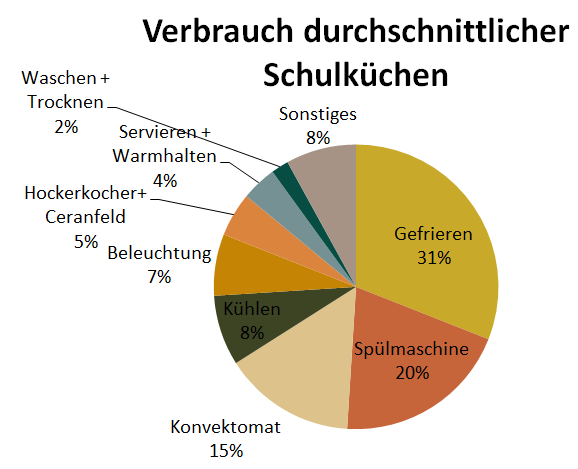 Verbrauch durchschnittlicher
Schulküchen
Waschen +
Trocknen
2%
Servieren +
Warmhalten
4%
Hockerkocher+
Ceranfeld
5%
Beleuchtung
7%
Kühlen
8%
Konvektomat
15%
Spülmaschine
20%
Gefrieren
31%
Sonstiges
8%